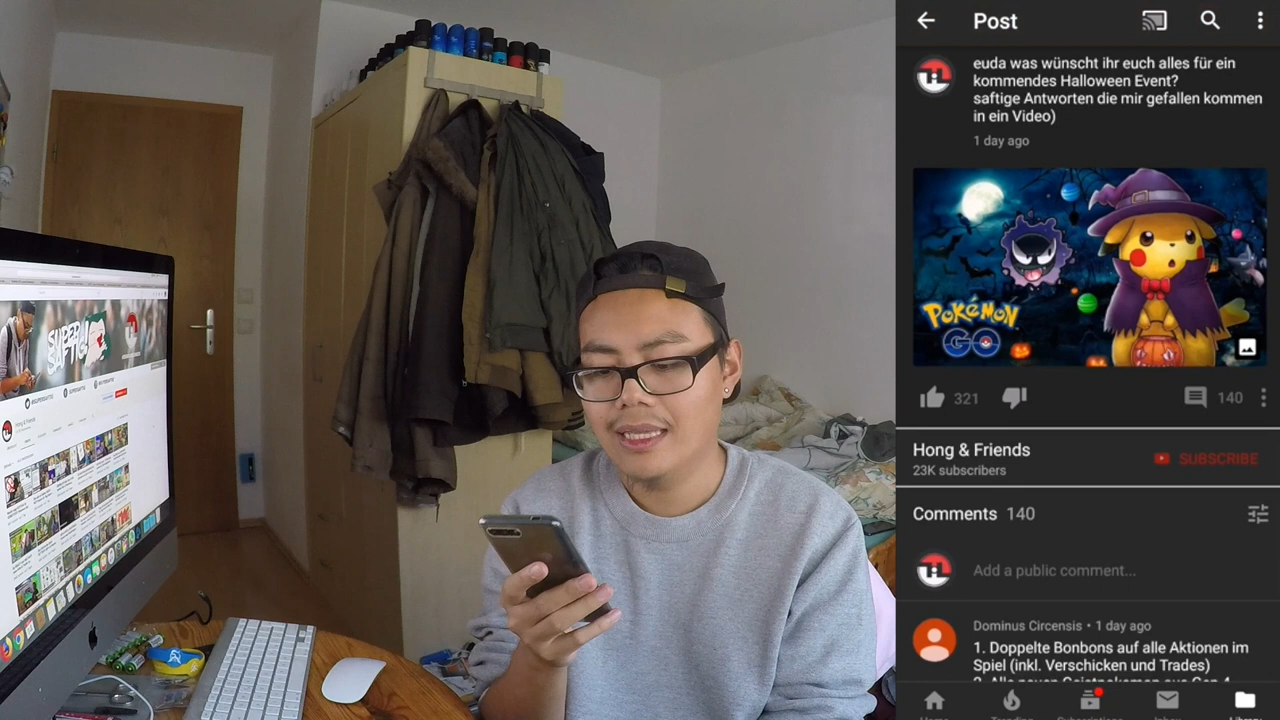 SUPER
SAFTIG
Hong & Friends
Post
euda was wünscht ihr euch alles für ein
kommendes Halloween Event?
saftige Antworten die mir gefallen kommen
in ein Video)
1 day ago
POKÉMON
GO
321
140
Hong & Friends
23K subscribers
SUBSCRIBE
Comments 140
Add a public comment...
Dominus Circensis • 1 day ago
1. Doppelte Bonbons auf alle Aktionen im
Spiel (inkl. Verschicken und Trades)